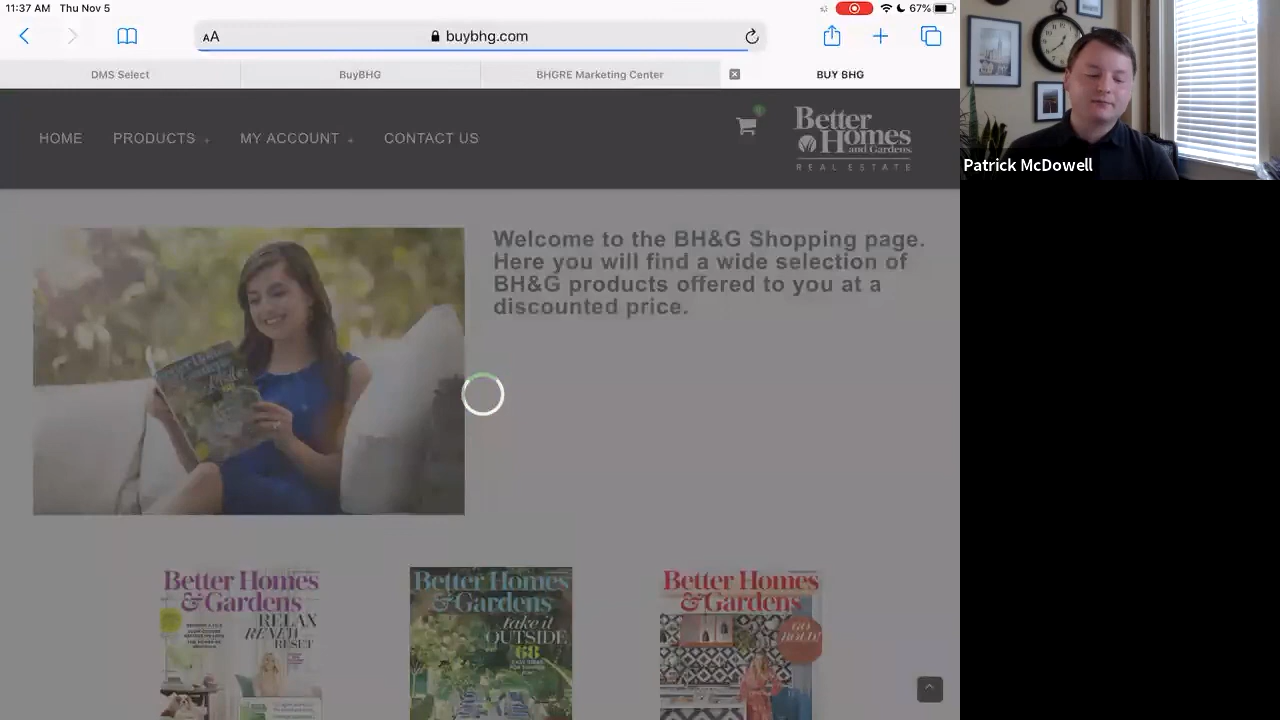 11:37 AM Thu Nov 5
67%
AA
buybhg.com
DMS Select
BuyBHG
BHGRE Marketing Center
BUY BHG
HOME
PRODUCTS +
MY ACCOUNT +
CONTACT US
Better
Homes
and Gardens
REAL ESTATE
Patrick McDowell
Welcome to the BH&G Shopping page.
Here you will find a wide selection of
BH&G products offered to you at a
discounted price.
Better Homes
& Gardens
RELAX
RENEW
RESET
Better Homes
& Gardens
take it
OUTSIDE
68
Better Homes
& Gardens
GO
BOLD!